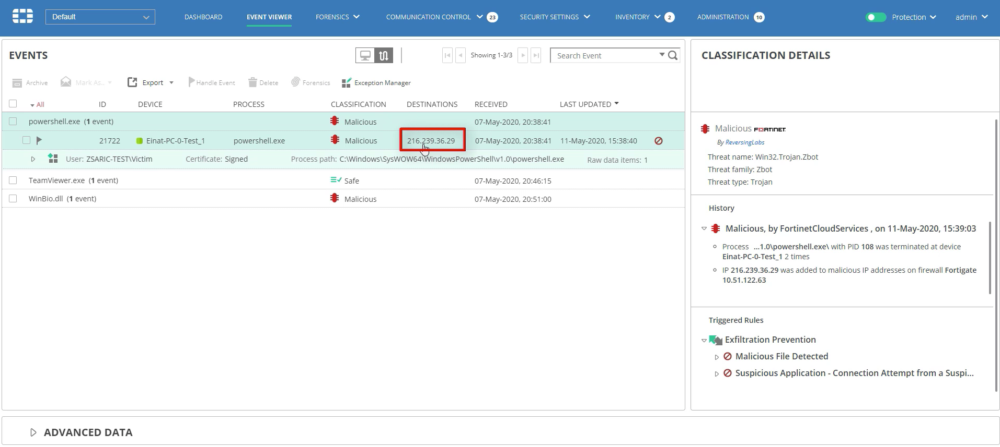 Default
DASHBOARD
EVENT VIEWER
FORENSICS
COMMUNICATION CONTROL 23
SECURITY SETTINGS
INVENTORY 2
ADMINISTRATION 10
Protection
admin
EVENTS
Showing 1-3/3
Search Event
Archive
Mark As..
Export
Handle Event
Delete
Forensics
Exception Manager
All ID DEVICE PROCESS CLASSIFICATION DESTINATIONS RECEIVED LAST UPDATED
powershell.exe (1 event) Malicious 07-May-2020, 20:38:41
21722 Einat-PC-0-Test_1 powershell.exe Malicious 216.239.36.29 07-May-2020, 20:38:41 11-May-2020, 15:38:40
User: ZSARIC-TEST\Victim Certificate: Signed Process path: C:\Windows\SysWOW64\WindowsPowerShell\v1.0\powershell.exe Raw data items: 1
TeamViewer.exe (1 event) Safe 07-May-2020, 20:46:15
WinBio.dll (1 event) Malicious 07-May-2020, 20:51:00
CLASSIFICATION DETAILS
Malicious FORTINET
By ReversingLabs
Threat name: Win32.Trojan.Zbot
Threat family: Zbot
Threat type: Trojan
History
Malicious, by FortinetCloudServices , on 11-May-2020, 15:39:03
Process ...1.0\powershell.exe\ with PID 108 was terminated at device
Einat-PC-0-Test_1 2 times
IP 216.239.36.29 was added to malicious IP addresses on firewall Fortigate
10.51.122.63
Triggered Rules
Exfiltration Prevention
Malicious File Detected
Suspicious Application - Connection Attempt from a Suspi...
ADVANCED DATA